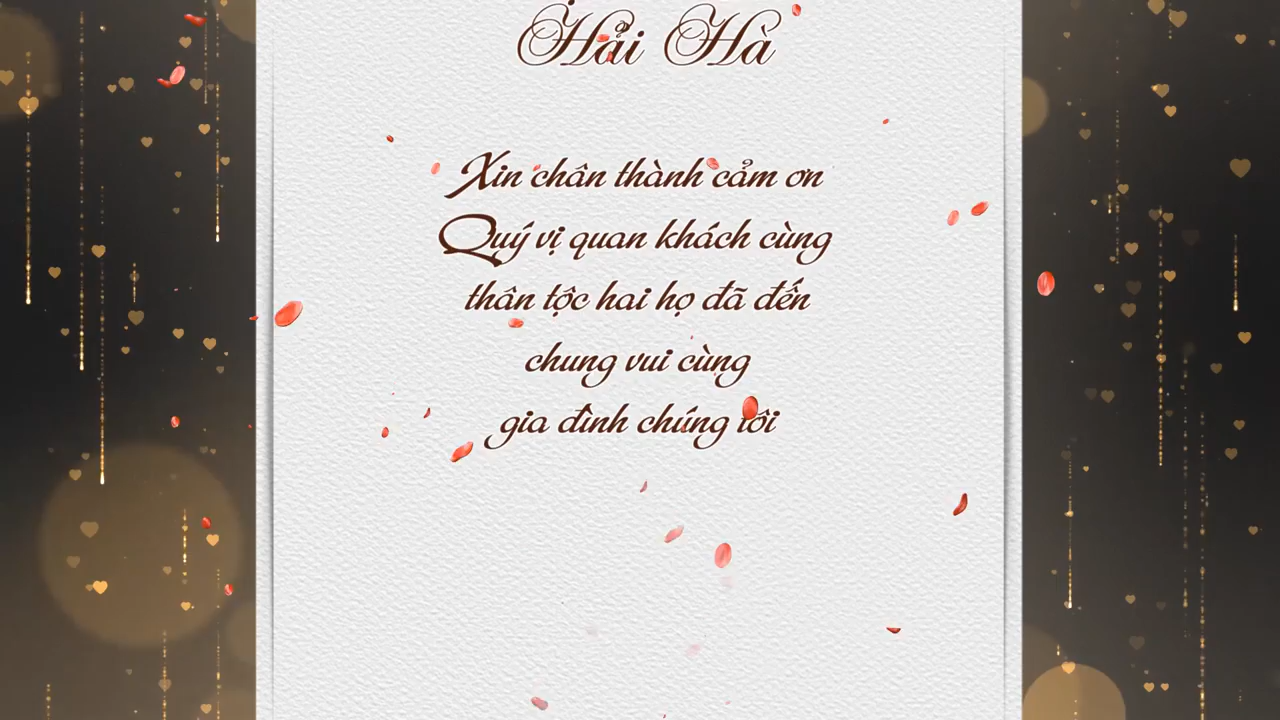 Hải Hà
Xin chân thành cảm ơn
Quý vị quan khách cùng
thân tộc hai họ đã đến
chung vui cùng
gia đình chúng tôi